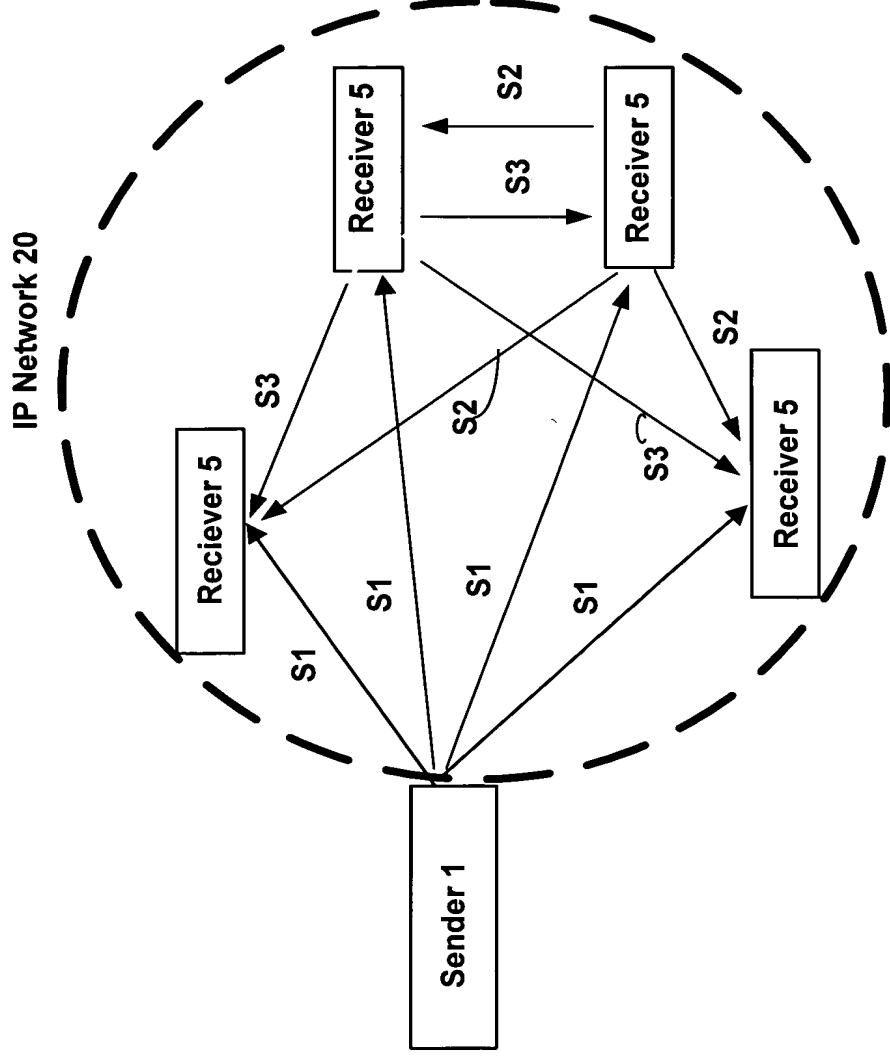 IP Network 20
Reciever 5
S3
S1
Receiver 5
S1
Sender 1
S2
S1
S2
S3
S1
Receiver 5
S3
S2
Receiver 5